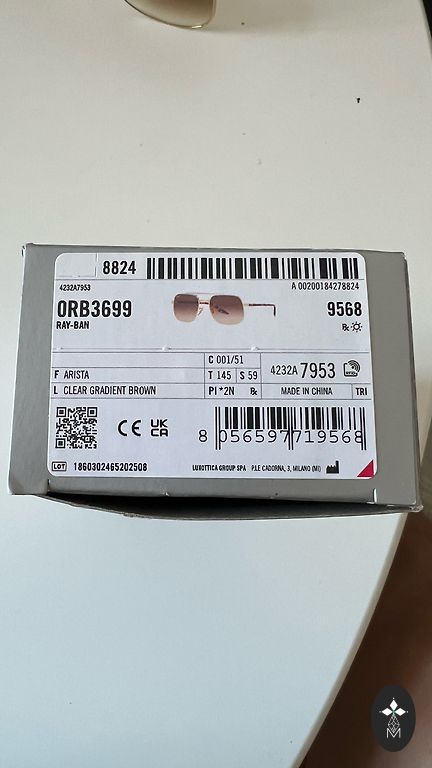 8824
4232A7953
A 00200184278824
0RB3699
9568
RAY-BAN
℞
C 001/51
F ARISTA
T 145 S 59
4232A 7953
L CLEAR GRADIENT BROWN
PI *2N ℞
MADE IN CHINA
TRI
CE UK CA
8 056597 719568
LOT 1860302465202508
LUXOTTICA GROUP SPA P.LE CADORNA, 3, MILANO (MI)
M